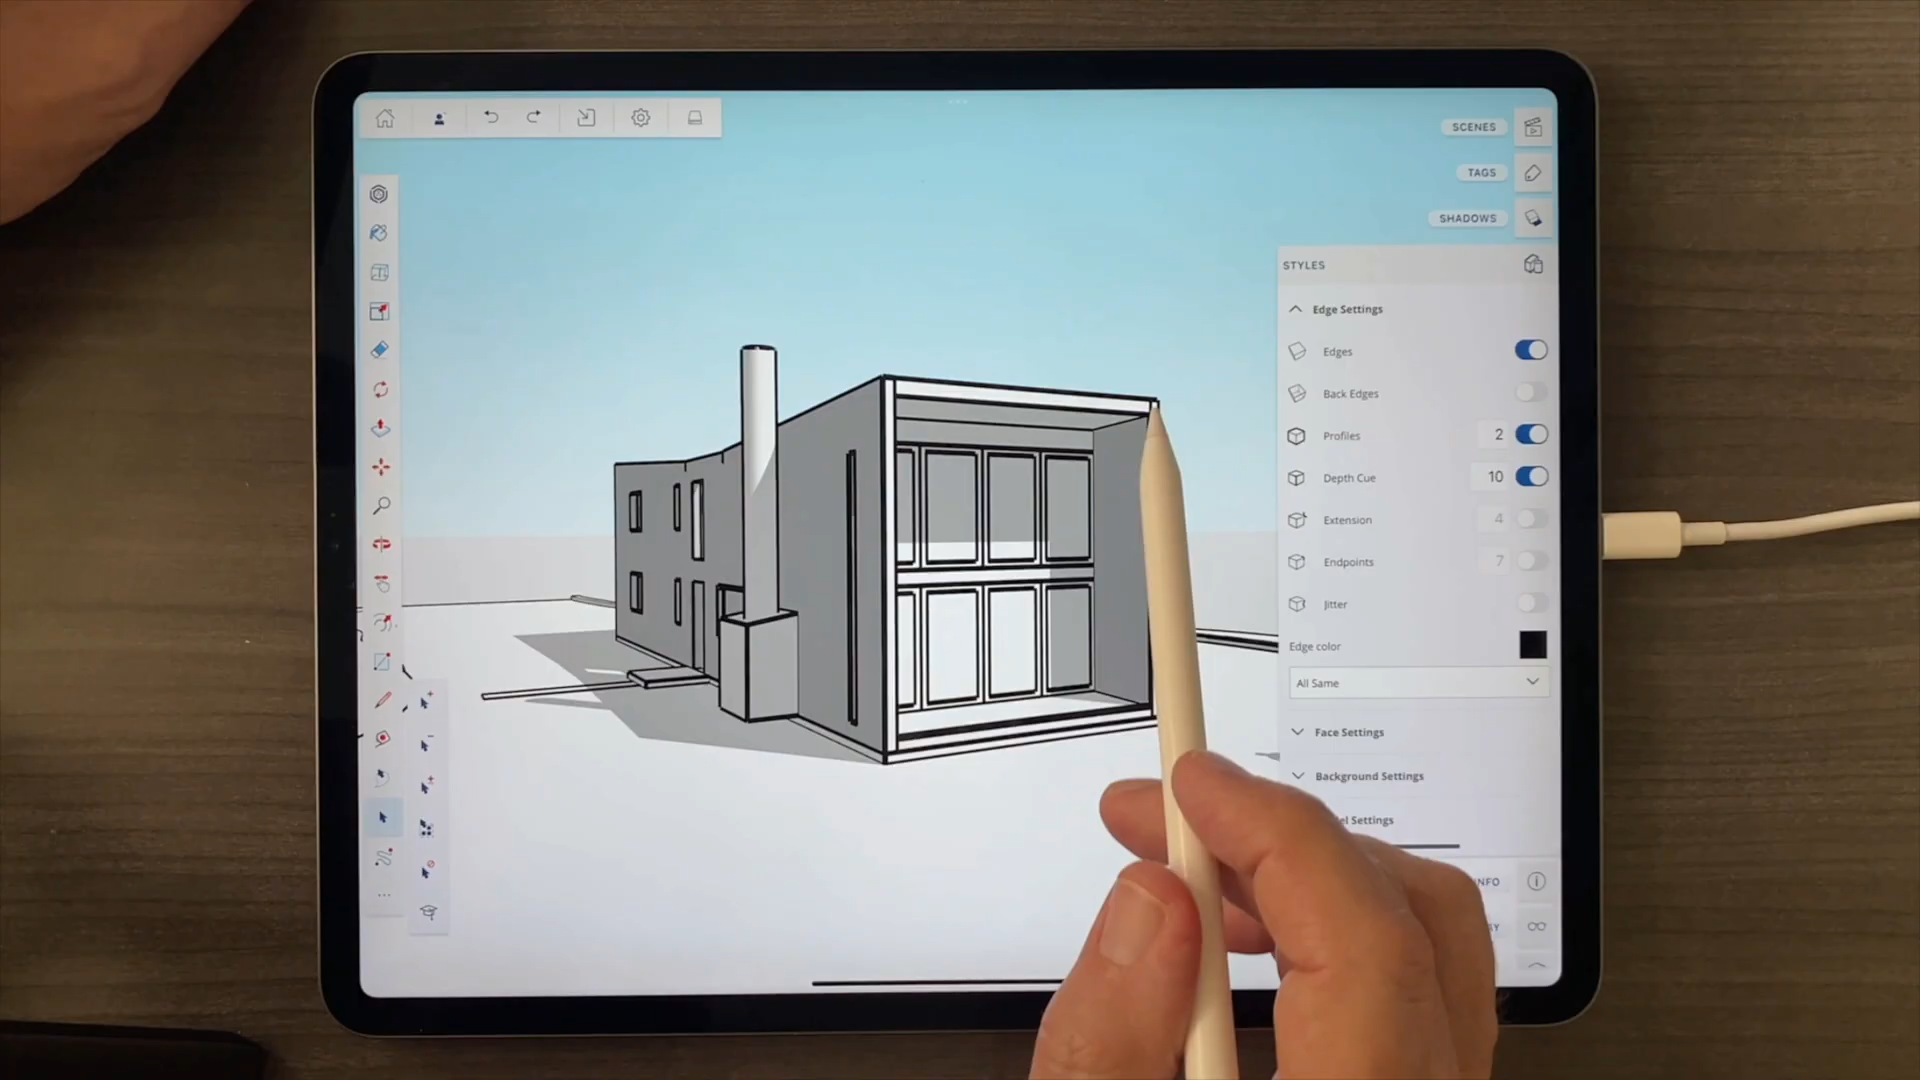 SCENES
TAGS
SHADOWS
STYLES
Edge Settings
Edges
Back Edges
Profiles 2
Depth Cue 10
Extension 4
Endpoints 7
Jitter
Edge color
All Same
Face Settings
Background Settings
Settings